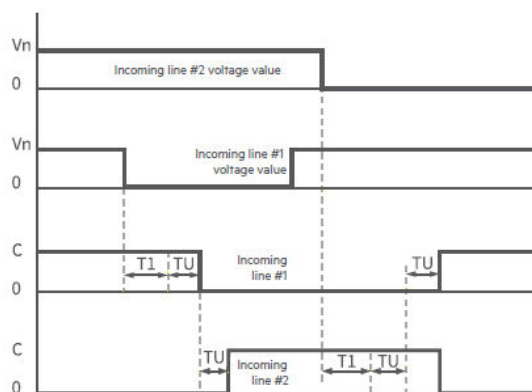 Vn
Incoming line #2 voltage value
0
Vn
Incoming line #1
voltage value
0
C
T1 TU
Incoming
line #1
TU
0
C
TU
Incoming
line #2
T1 TU
0